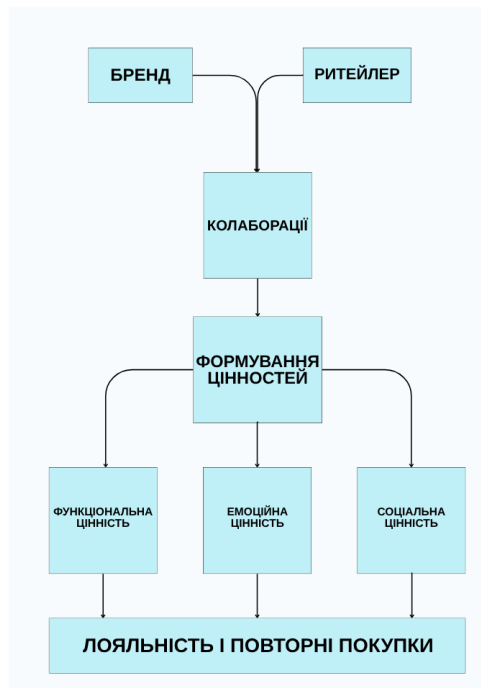 БРЕНД
РИТЕЙЛЕР
КОЛАБОРАЦІЇ
ФОРМУВАННЯ
ЦІННОСТЕЙ
ФУНКЦІОНАЛЬНА
ЦІННІСТЬ
ЕМОЦІЙНА
ЦІННІСТЬ
СОЦІАЛЬНА
ЦІННІСТЬ
ЛОЯЛЬНІСТЬ І ПОВТОРНІ ПОКУПКИ